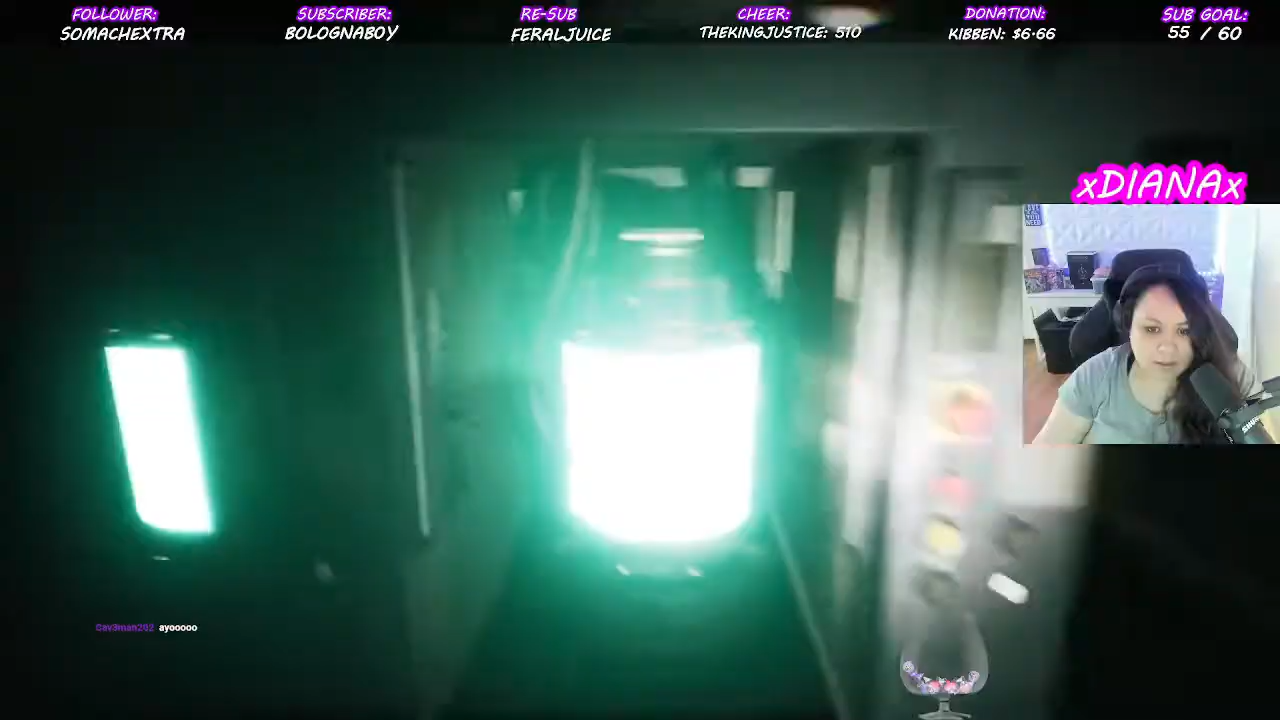 FOLLOWER:
SOMACHEXTRA
SUBSCRIBER:
BOLOGNABOY
RE-SUB
FERALJUICE
CHEER:
THEKINGJUSTICE: 510
DONATION:
KIBBEN: $6.66
SUB GOAL:
55 / 60
xDIANAx
Cav3man202 ayooooo